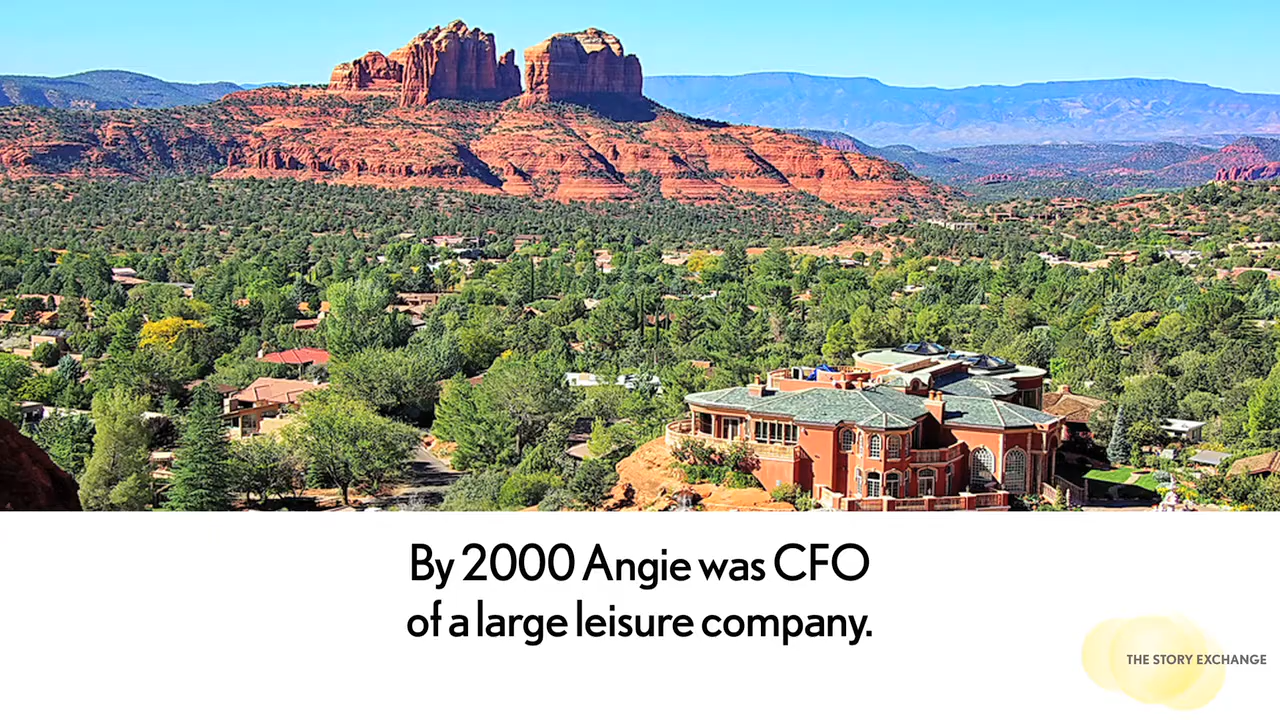 By 2000 Angie was CFO
of a large leisure company.
THE STORY EXCHANGE